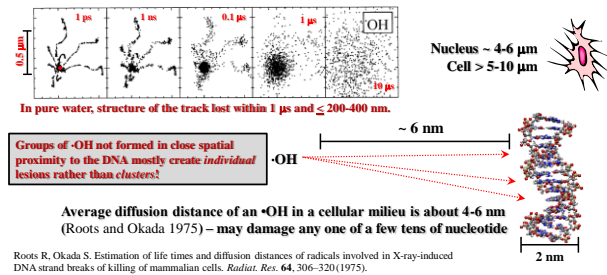 1 ps
1 ns
0.1 µs
1 µs
·OH
10 µs
0.5 µm
Nucleus ~ 4-6 µm
Cell > 5-10 µm
In pure water, structure of the track lost within 1 µs and ≤ 200-400 nm.
~ 6 nm
Groups of ·OH not formed in close spatial
proximity to the DNA mostly create individual
lesions rather than clusters!
·OH
Average diffusion distance of an •OH in a cellular milieu is about 4-6 nm
(Roots and Okada 1975) – may damage any one of a few tens of nucleotide
2 nm
Roots R, Okada S. Estimation of life times and diffusion distances of radicals involved in X-ray-induced
DNA strand breaks of killing of mammalian cells. Radiat. Res. 64, 306–320 (1975).